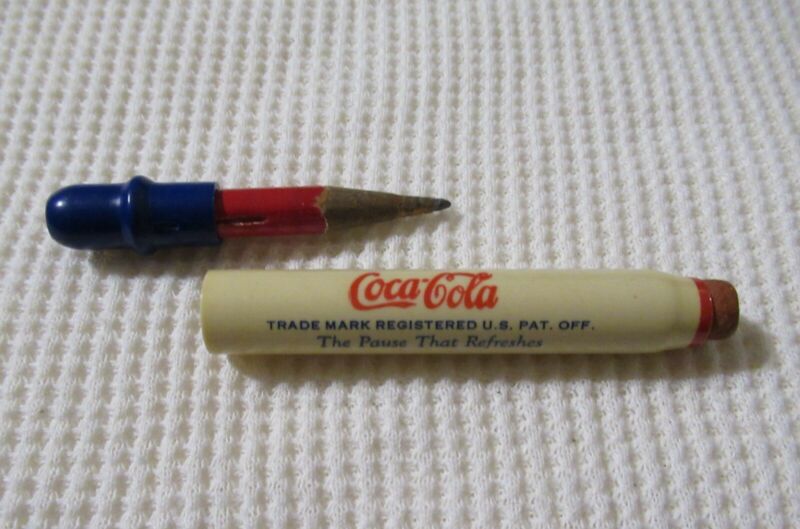 Coca-Cola
TRADE MARK REGISTERED U.S. PAT. OFF.
The Pause That Refreshes